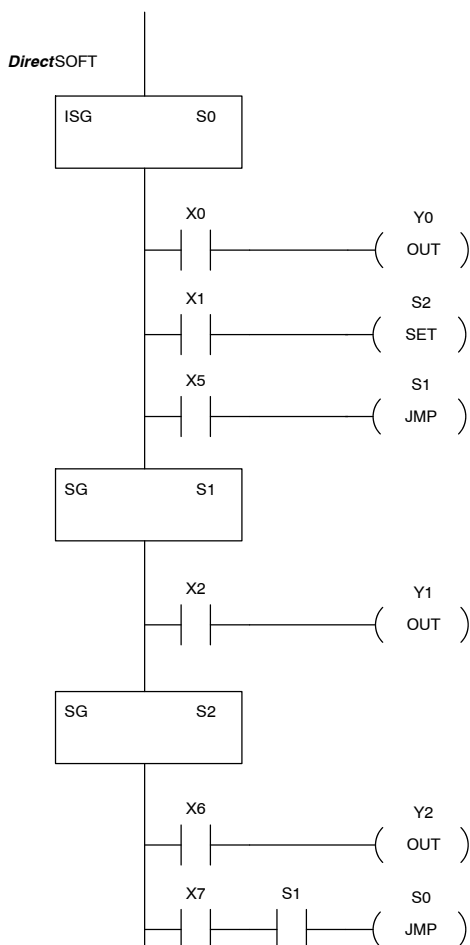 DirectSOFT
ISG S0
X0 Y0
OUT
X1 S2
SET
X5 S1
JMP
SG S1
X2 Y1
OUT
SG S2
X6 Y2
OUT
X7 S1 S0
JMP